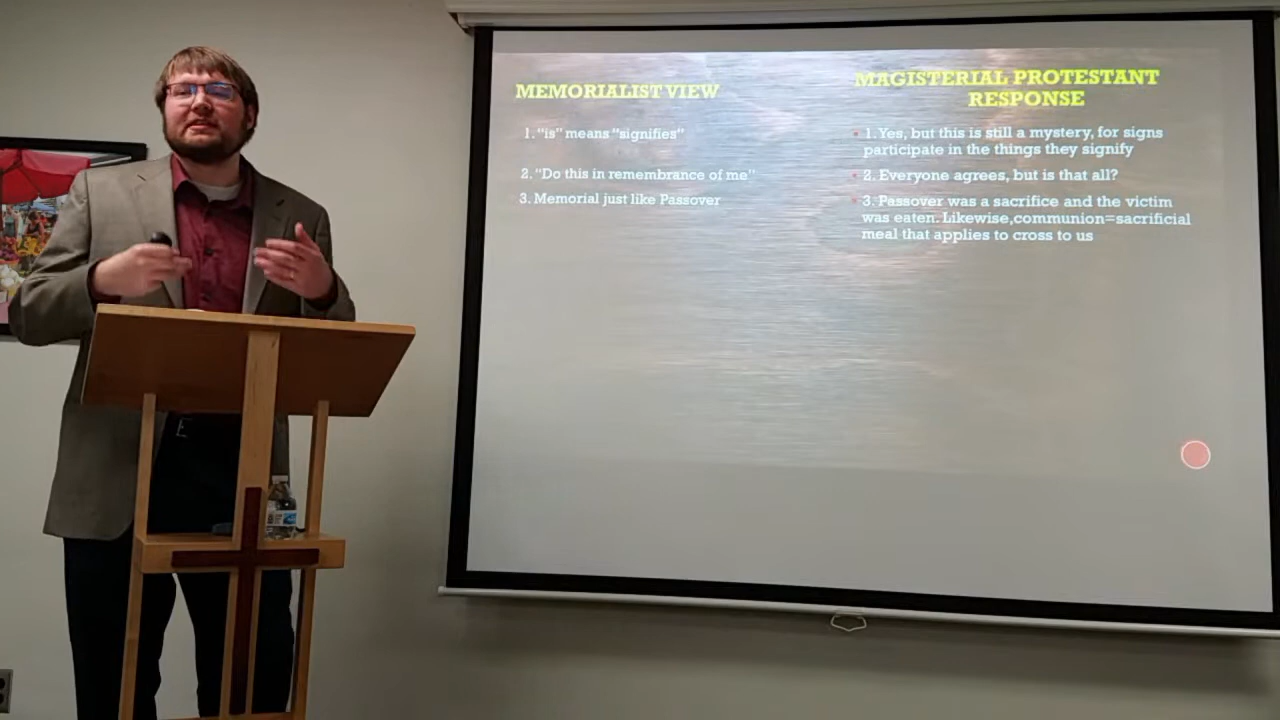 MEMORIALIST VIEW
1. "is" means "signifies"
2. "Do this in remembrance of me"
3. Memorial just like Passover
MAGISTERIAL PROTESTANT
RESPONSE
1. Yes, but this is still a mystery, for signs
participate in the things they signify
2. Everyone agrees, but is that all?
3. Passover was a sacrifice and the victim
was eaten. Likewise,communion=sacrificial
meal that applies to cross to us